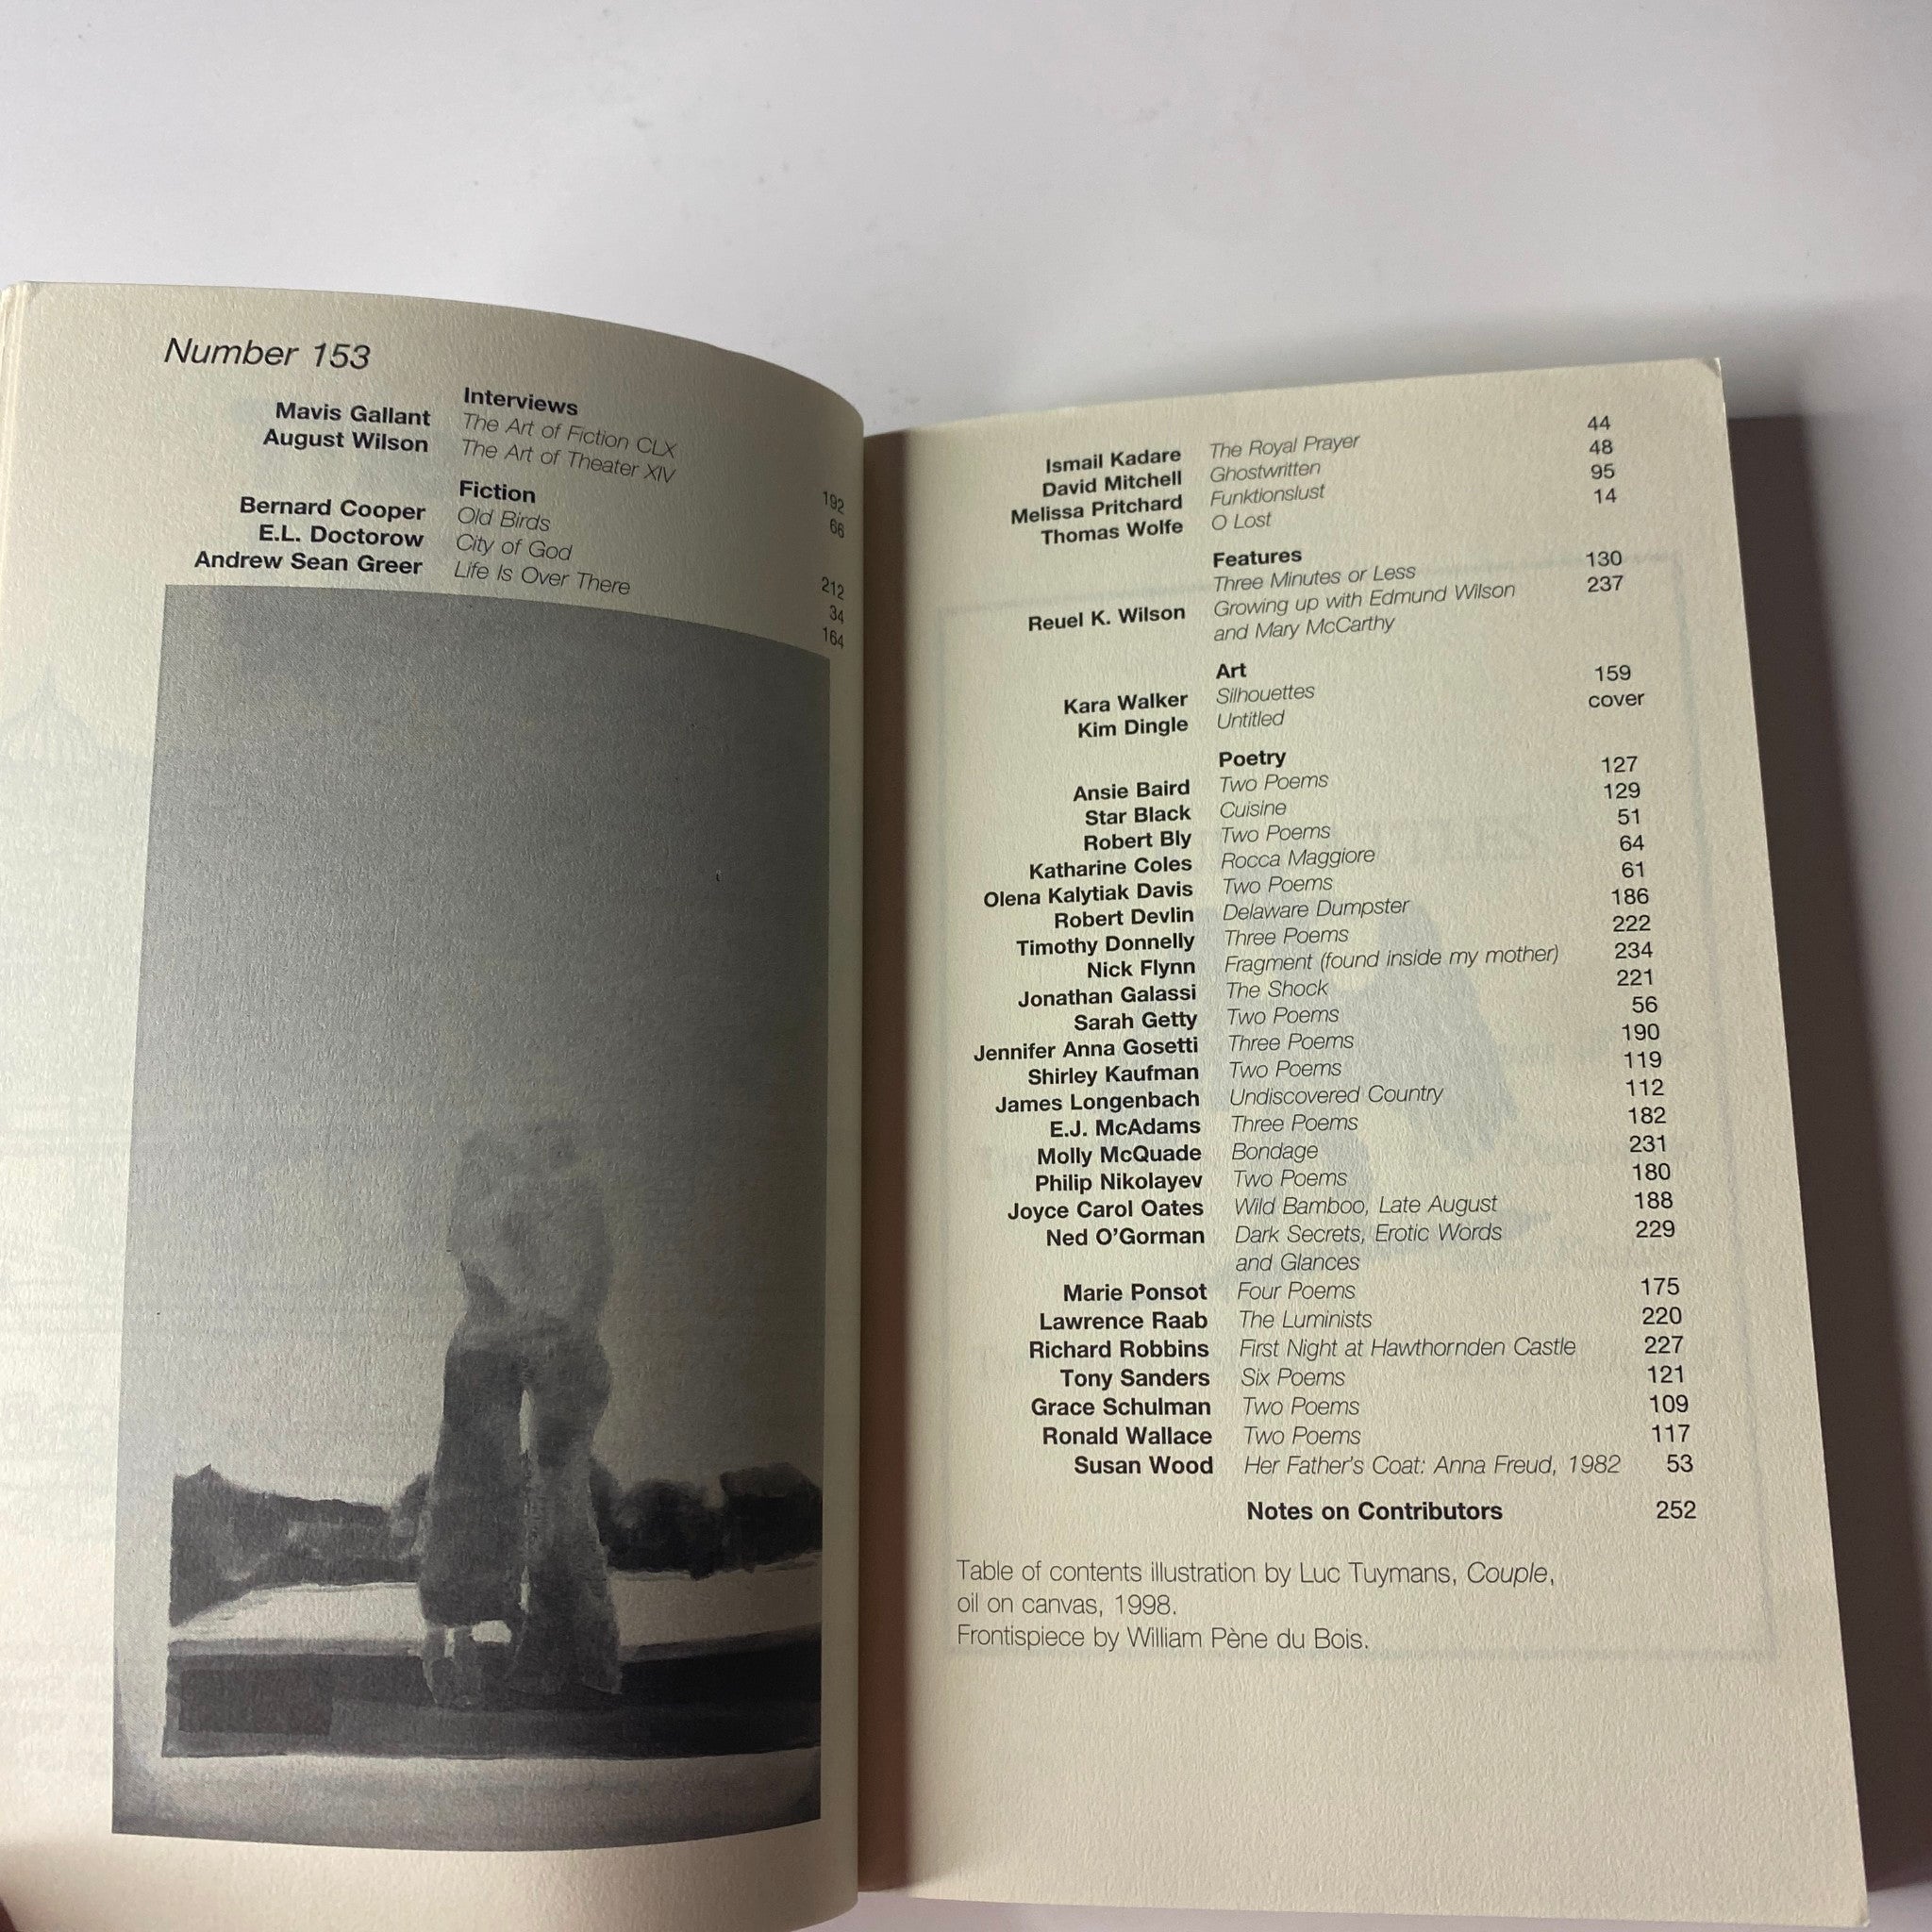 Number 153
Interviews
Mavis Gallant The Art of Fiction CLX 192
August Wilson The Art of Theater XIV 66
Fiction
Bernard Cooper Old Birds 212
E.L. Doctorow City of God 34
Andrew Sean Greer Life Is Over There 164
Ismail Kadare The Royal Prayer 44
David Mitchell Ghostwritten 48
Melissa Pritchard Funktionslust 95
Thomas Wolfe O Lost 14
Features
Three Minutes or Less 130
Reuel K. Wilson Growing up with Edmund Wilson 237
and Mary McCarthy
Art
Kara Walker Silhouettes 159
Kim Dingle Untitled cover
Poetry
Ansie Baird Two Poems 127
Star Black Cuisine 129
Robert Bly Two Poems 51
Katharine Coles Rocca Maggiore 64
Olena Kalytiak Davis Two Poems 61
Robert Devlin Delaware Dumpster 186
Timothy Donnelly Three Poems 222
Nick Flynn Fragment (found inside my mother) 234
Jonathan Galassi The Shock 221
Sarah Getty Two Poems 56
Jennifer Anna Gosetti Three Poems 190
Shirley Kaufman Two Poems 119
James Longenbach Undiscovered Country 112
E.J. McAdams Three Poems 182
Molly McQuade Bondage 231
Philip Nikolayev Two Poems 180
Joyce Carol Oates Wild Bamboo, Late August 188
Ned O'Gorman Dark Secrets, Erotic Words 229
and Glances
Marie Ponsot Four Poems 175
Lawrence Raab The Luminists 220
Richard Robbins First Night at Hawthornden Castle 227
Tony Sanders Six Poems 121
Grace Schulman Two Poems 109
Ronald Wallace Two Poems 117
Susan Wood Her Father's Coat: Anna Freud, 1982 53
Notes on Contributors 252
Table of contents illustration by Luc Tuymans, Couple,
oil on canvas, 1998.
Frontispiece by William Pène du Bois.